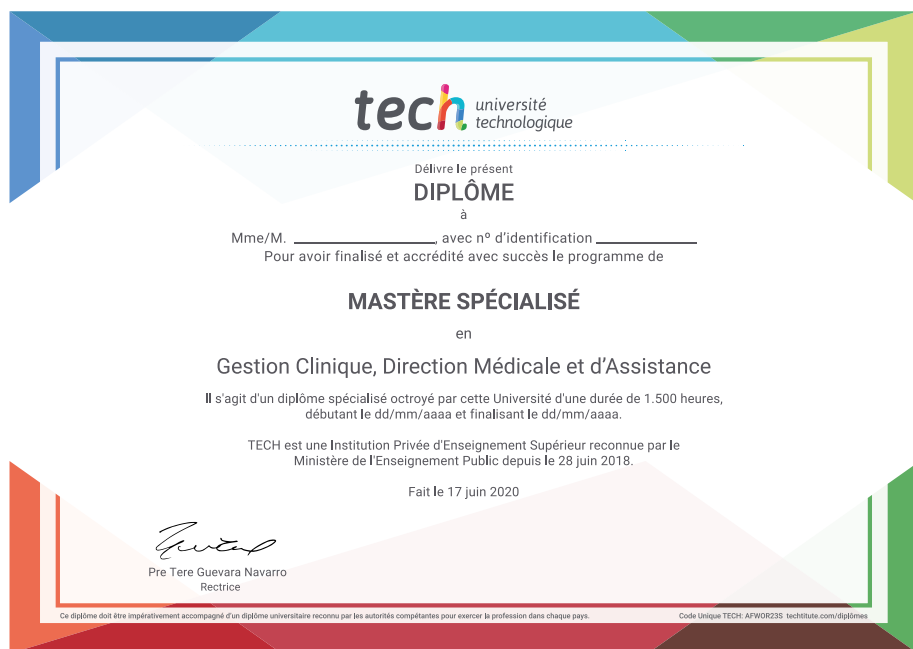 tech université
technologique
Délivre le présent
DIPLÔME
à
Mme/M. ____________, avec nº d'identification ____________
Pour avoir finalisé et accrédité avec succès le programme de
MASTÈRE SPÉCIALISÉ
en
Gestion Clinique, Direction Médicale et d'Assistance
Il s'agit d'un diplôme spécialisé octroyé par cette Université d'une durée de 1.500 heures,
débutant le dd/mm/aaaa et finalisant le dd/mm/aaaa.
TECH est une Institution Privée d'Enseignement Supérieur reconnue par le
Ministère de l'Enseignement Public depuis le 28 juin 2018.
Fait le 17 juin 2020
Pre Tere Guevara Navarro
Rectrice
Ce diplôme doit être impérativement accompagné d'un diplôme universitaire reconnu par les autorités compétentes pour exercer la profession dans chaque pays. Code Unique TECH: AFWOR23S techtitute.com/diplômes